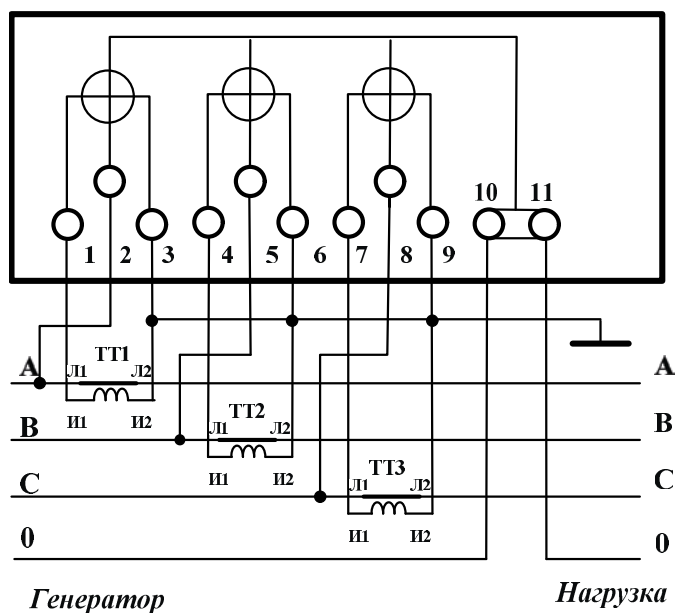 10 11
1 2 3 4 5 6 7 8 9
А ТТ1 А
Л1 Л2
И1 И2
В ТТ2 В
Л1 Л2
И1 И2
С ТТ3 С
Л1 Л2
И1 И2
0 0
Генератор Нагрузка